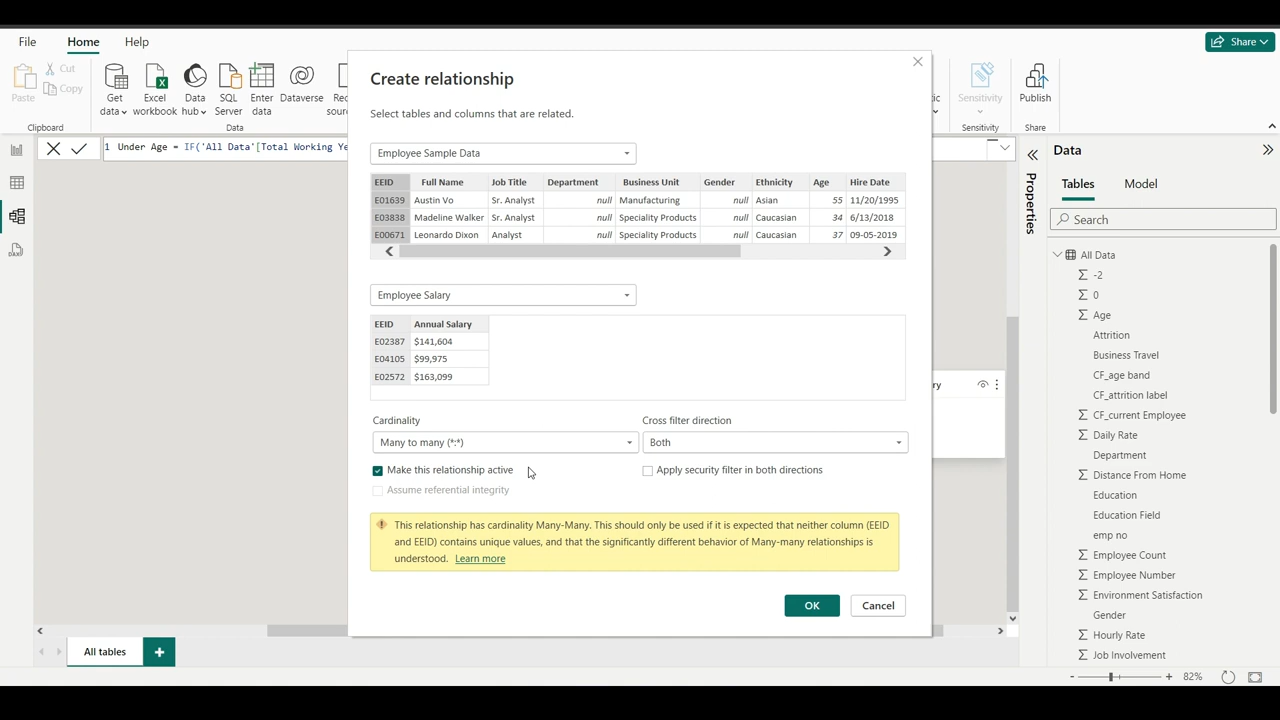 File Home Help
Share
Paste
Cut
Copy
Clipboard
Get data
Excel workbook
Data hub
SQL Server
Enter data
Dataverse
Data
Sensitivity
Sensitivity
Publish
Share
1 Under Age = IF('All Data'[Total Working Ye
Create relationship
Select tables and columns that are related.
Employee Sample Data
EEID Full Name Job Title Department Business Unit Gender Ethnicity Age Hire Date
E01639 Austin Vo Sr. Analyst null Manufacturing null Asian 55 11/20/1995
E03838 Madeline Walker Sr. Analyst null Speciality Products null Caucasian 34 6/13/2018
E00671 Leonardo Dixon Analyst null Speciality Products null Caucasian 37 09-05-2019
Employee Salary
EEID Annual Salary
E02387 $141,604
E04105 $99,975
E02572 $163,099
Cardinality
Many to many (*:*)
Cross filter direction
Both
Make this relationship active
Apply security filter in both directions
Assume referential integrity
This relationship has cardinality Many-Many. This should only be used if it is expected that neither column (EEID
and EEID) contains unique values, and that the significantly different behavior of Many-many relationships is
understood. Learn more
OK Cancel
Properties
Data
Tables Model
Search
All Data
-2
0
Age
Attrition
Business Travel
CF_age band
CF_attrition label
CF_current Employee
Daily Rate
Department
Distance From Home
Education
Education Field
emp no
Employee Count
Employee Number
Environment Satisfaction
Gender
Hourly Rate
Job Involvement
All tables
+
- + 82%